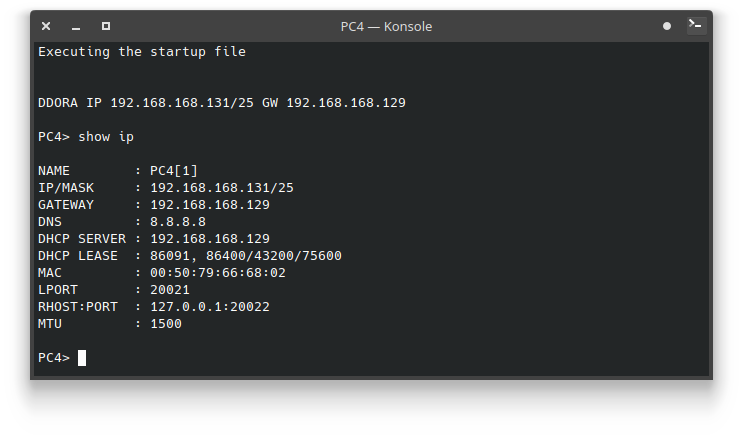 PC4 — Konsole
Executing the startup file
DDORA IP 192.168.168.131/25 GW 192.168.168.129
PC4> show ip
NAME        : PC4[1]
IP/MASK     : 192.168.168.131/25
GATEWAY     : 192.168.168.129
DNS         : 8.8.8.8
DHCP SERVER : 192.168.168.129
DHCP LEASE  : 86091, 86400/43200/75600
MAC         : 00:50:79:66:68:02
LPORT       : 20021
RHOST:PORT  : 127.0.0.1:20022
MTU         : 1500
PC4>